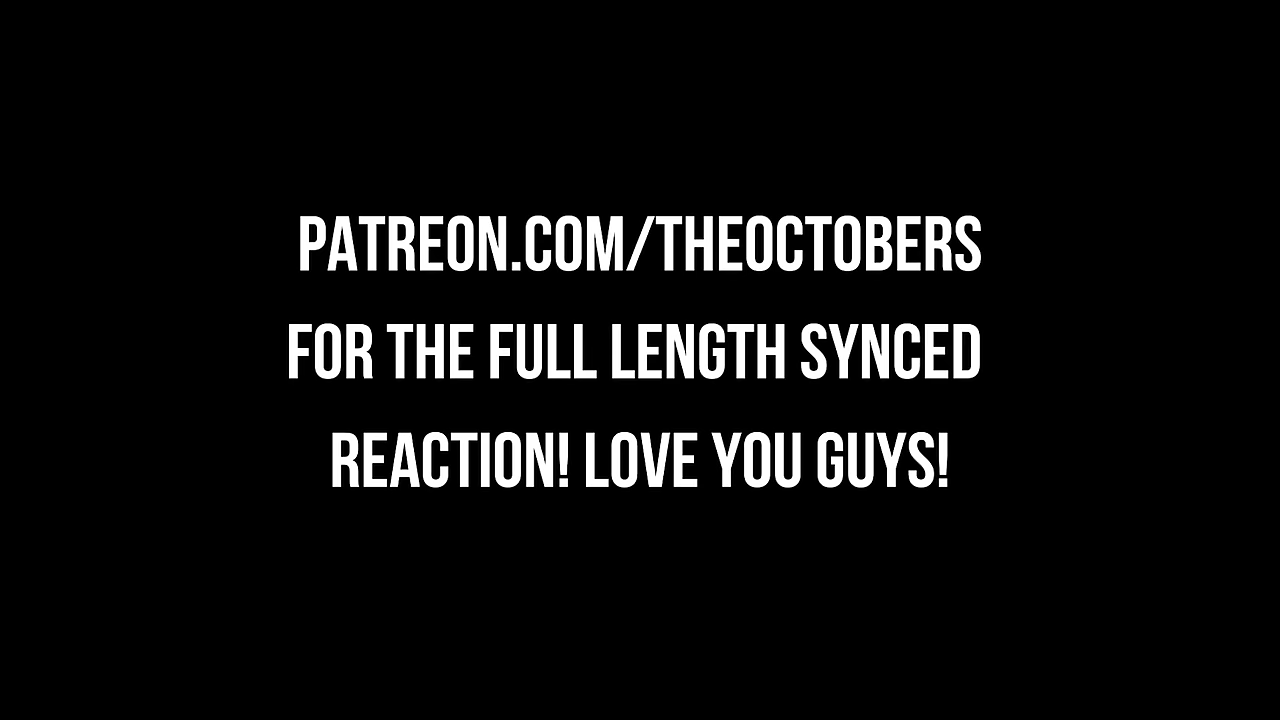 PATREON.COM/THEOCTOBERS
FOR THE FULL LENGTH SYNCED
REACTION! LOVE YOU GUYS!